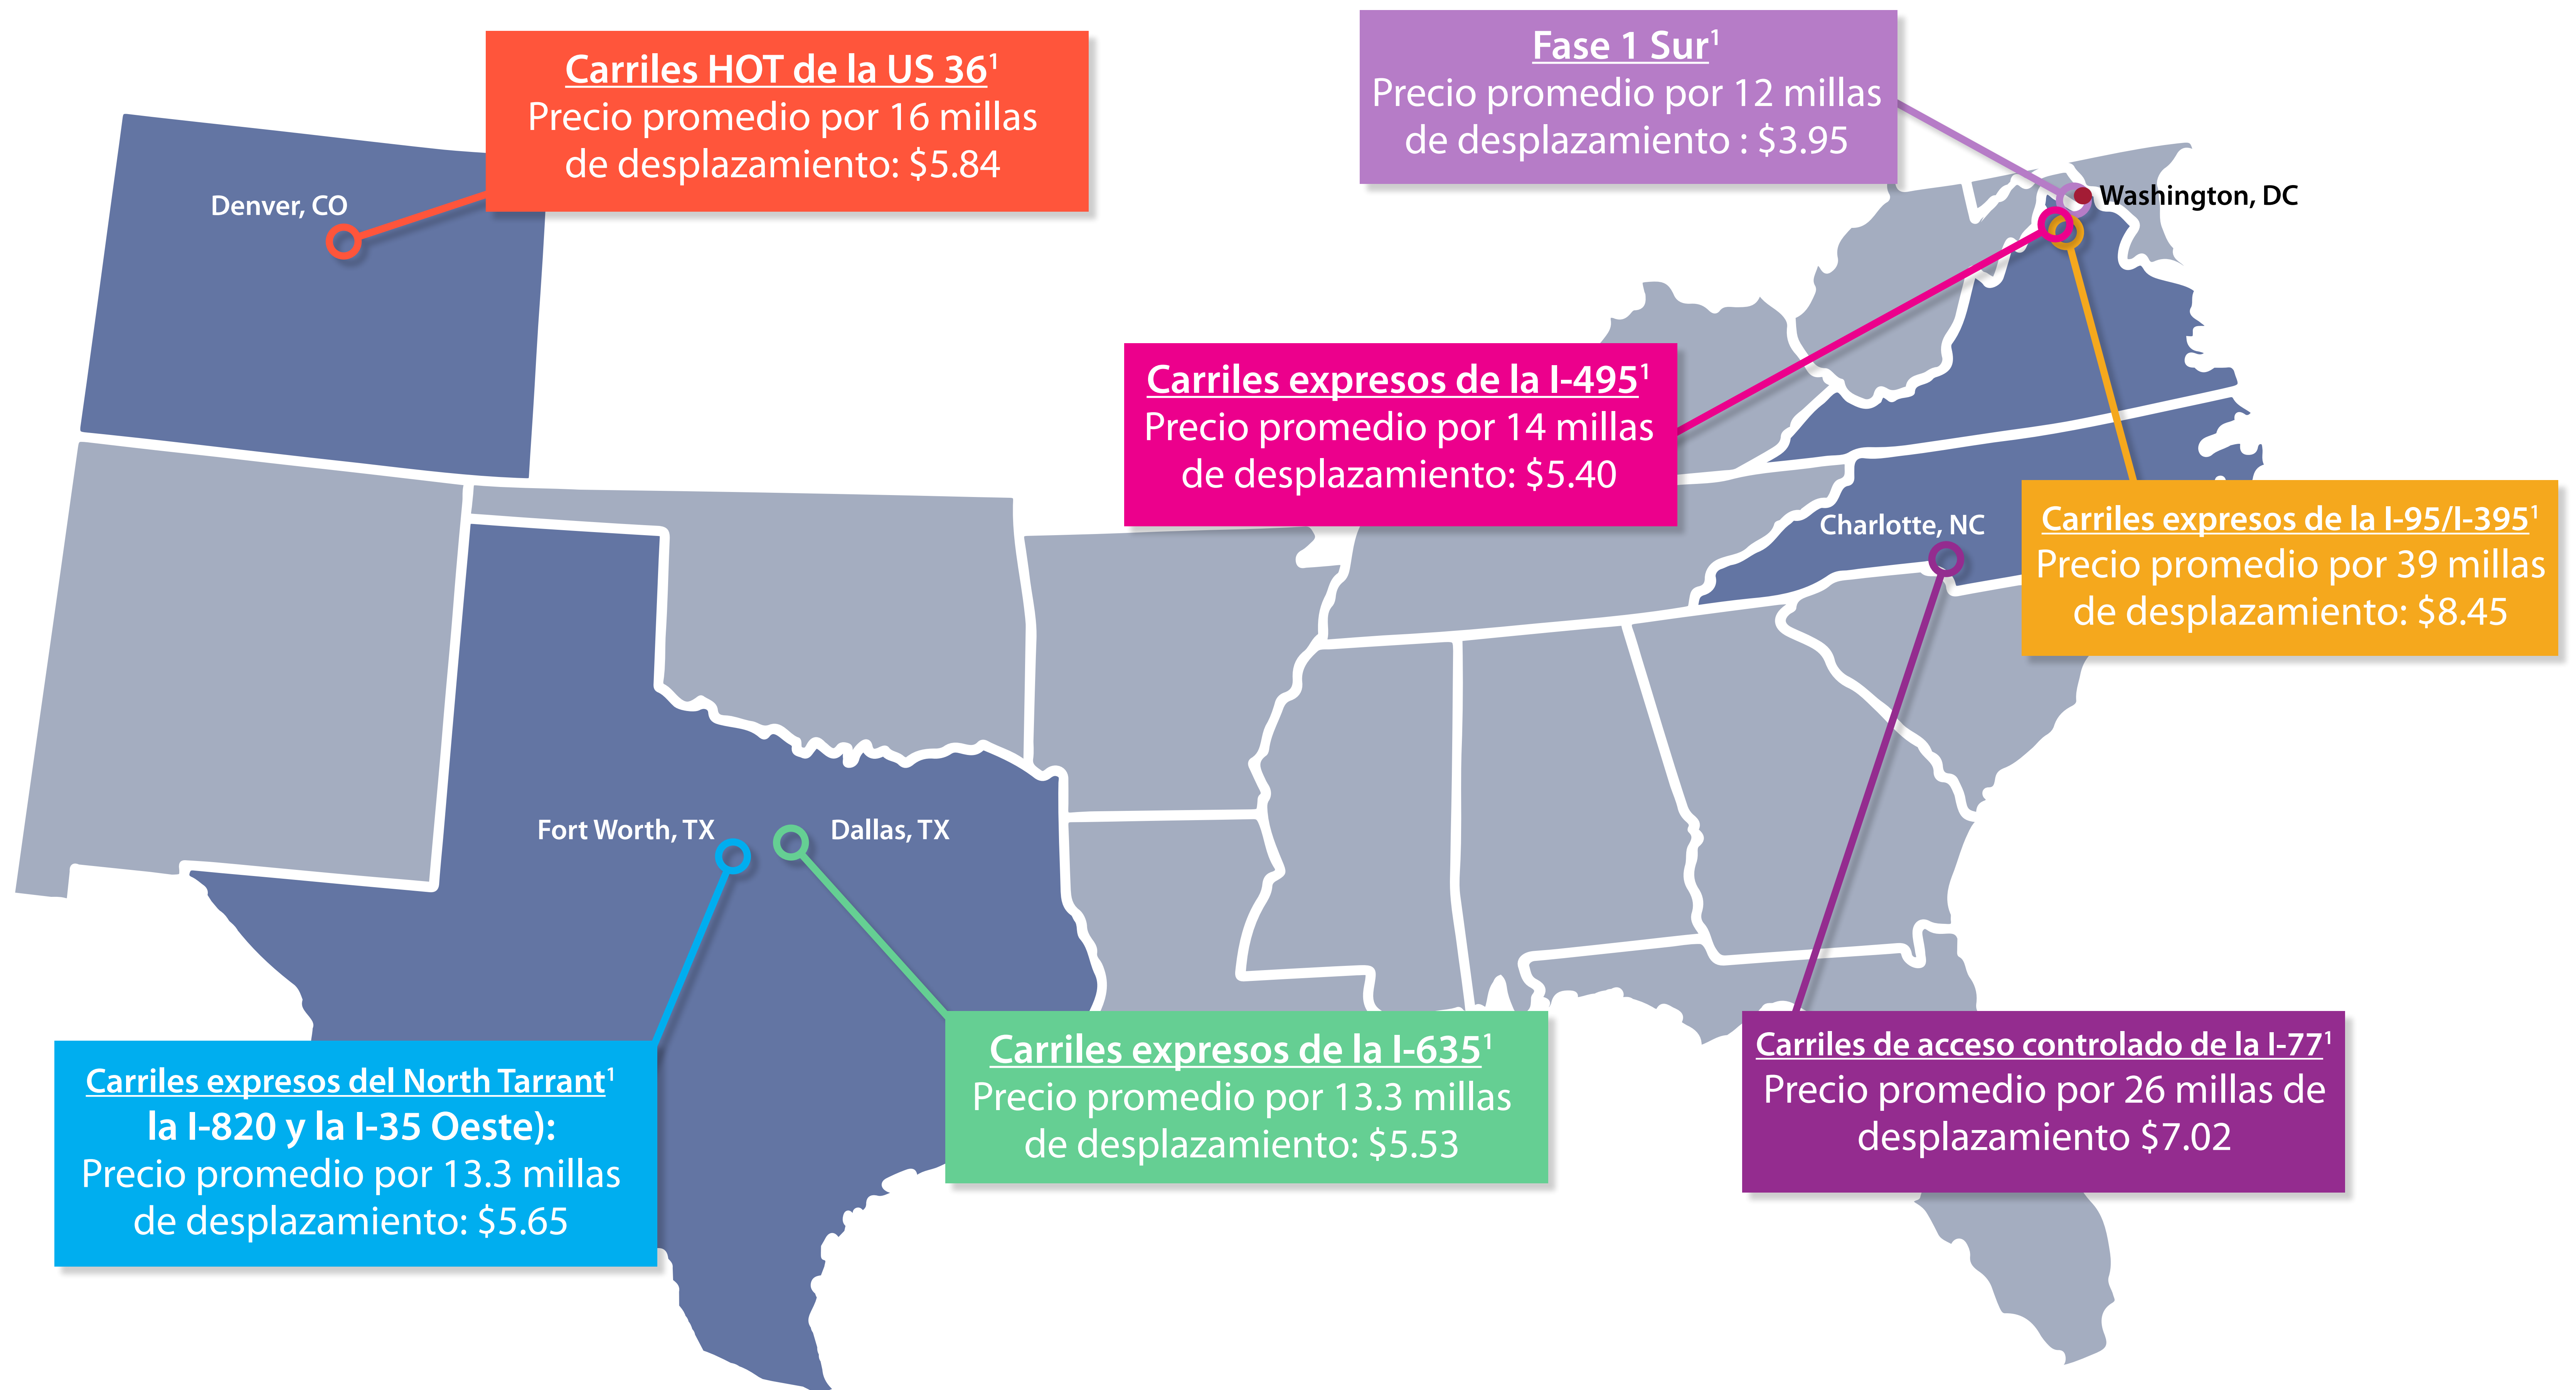 Carriles HOT de la US 36¹
Precio promedio por 16 millas
de desplazamiento: $5.84
Fase 1 Sur¹
Precio promedio por 12 millas
de desplazamiento : $3.95
Denver, CO
Washington, DC
Carriles expresos de la I-495¹
Precio promedio por 14 millas
de desplazamiento: $5.40
Charlotte, NC
Carriles expresos de la I-95/I-395¹
Precio promedio por 39 millas
de desplazamiento: $8.45
Fort Worth, TX
Dallas, TX
Carriles expresos del North Tarrant¹
la I-820 y la I-35 Oeste):
Precio promedio por 13.3 millas
de desplazamiento: $5.65
Carriles expresos de la I-635¹
Precio promedio por 13.3 millas
de desplazamiento: $5.53
Carriles de acceso controlado de la I-77¹
Precio promedio por 26 millas de
desplazamiento $7.02